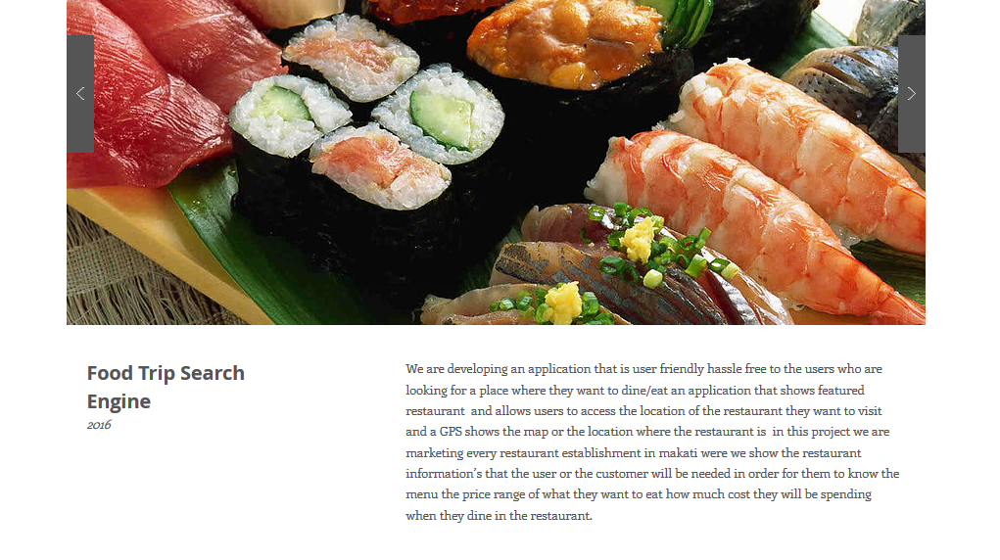 Food Trip Search
Engine
2016
We are developing an application that is user friendly hassle free to the users who are
looking for a place where they want to dine/eat an application that shows featured
restaurant  and allows users to access the location of the restaurant they want to visit
and a GPS shows the map or the location where the restaurant is  in this project we are
marketing every restaurant establishment in makati were we show the restaurant
information's that the user or the customer will be needed in order for them to know the
menu the price range of what they want to eat how much cost they will be spending
when they dine in the restaurant.